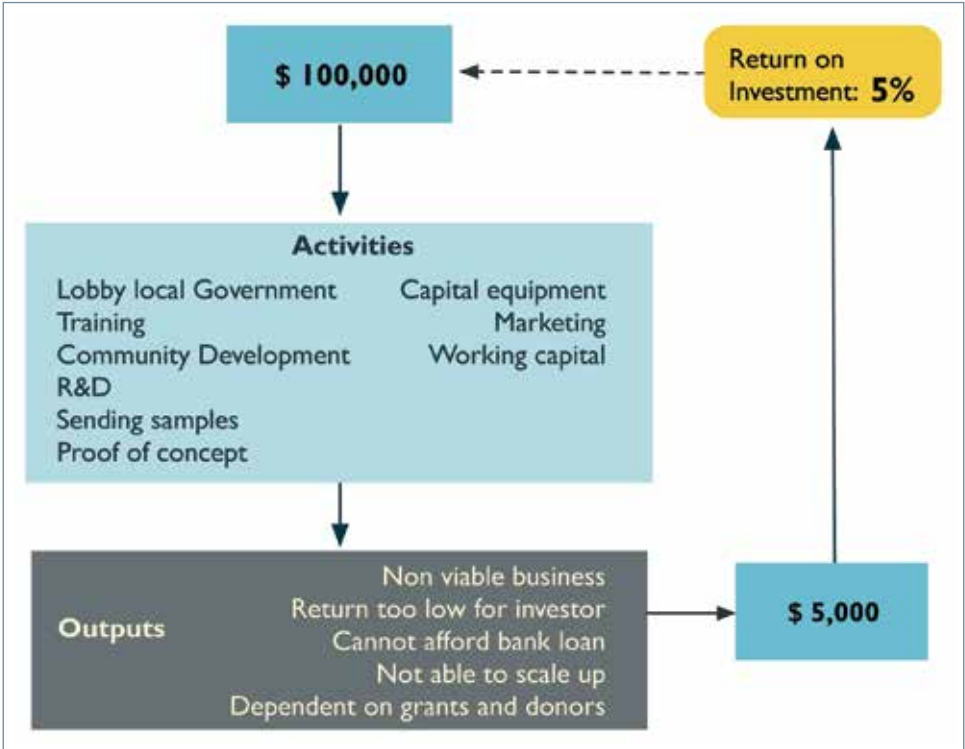 $ 100,000
Return on
Investment: 5%
Activities
Lobby local Government
Training
Community Development
R&D
Sending samples
Proof of concept
Capital equipment
Marketing
Working capital
Outputs
Non viable business
Return too low for investor
Cannot afford bank loan
Not able to scale up
Dependent on grants and donors
$ 5,000